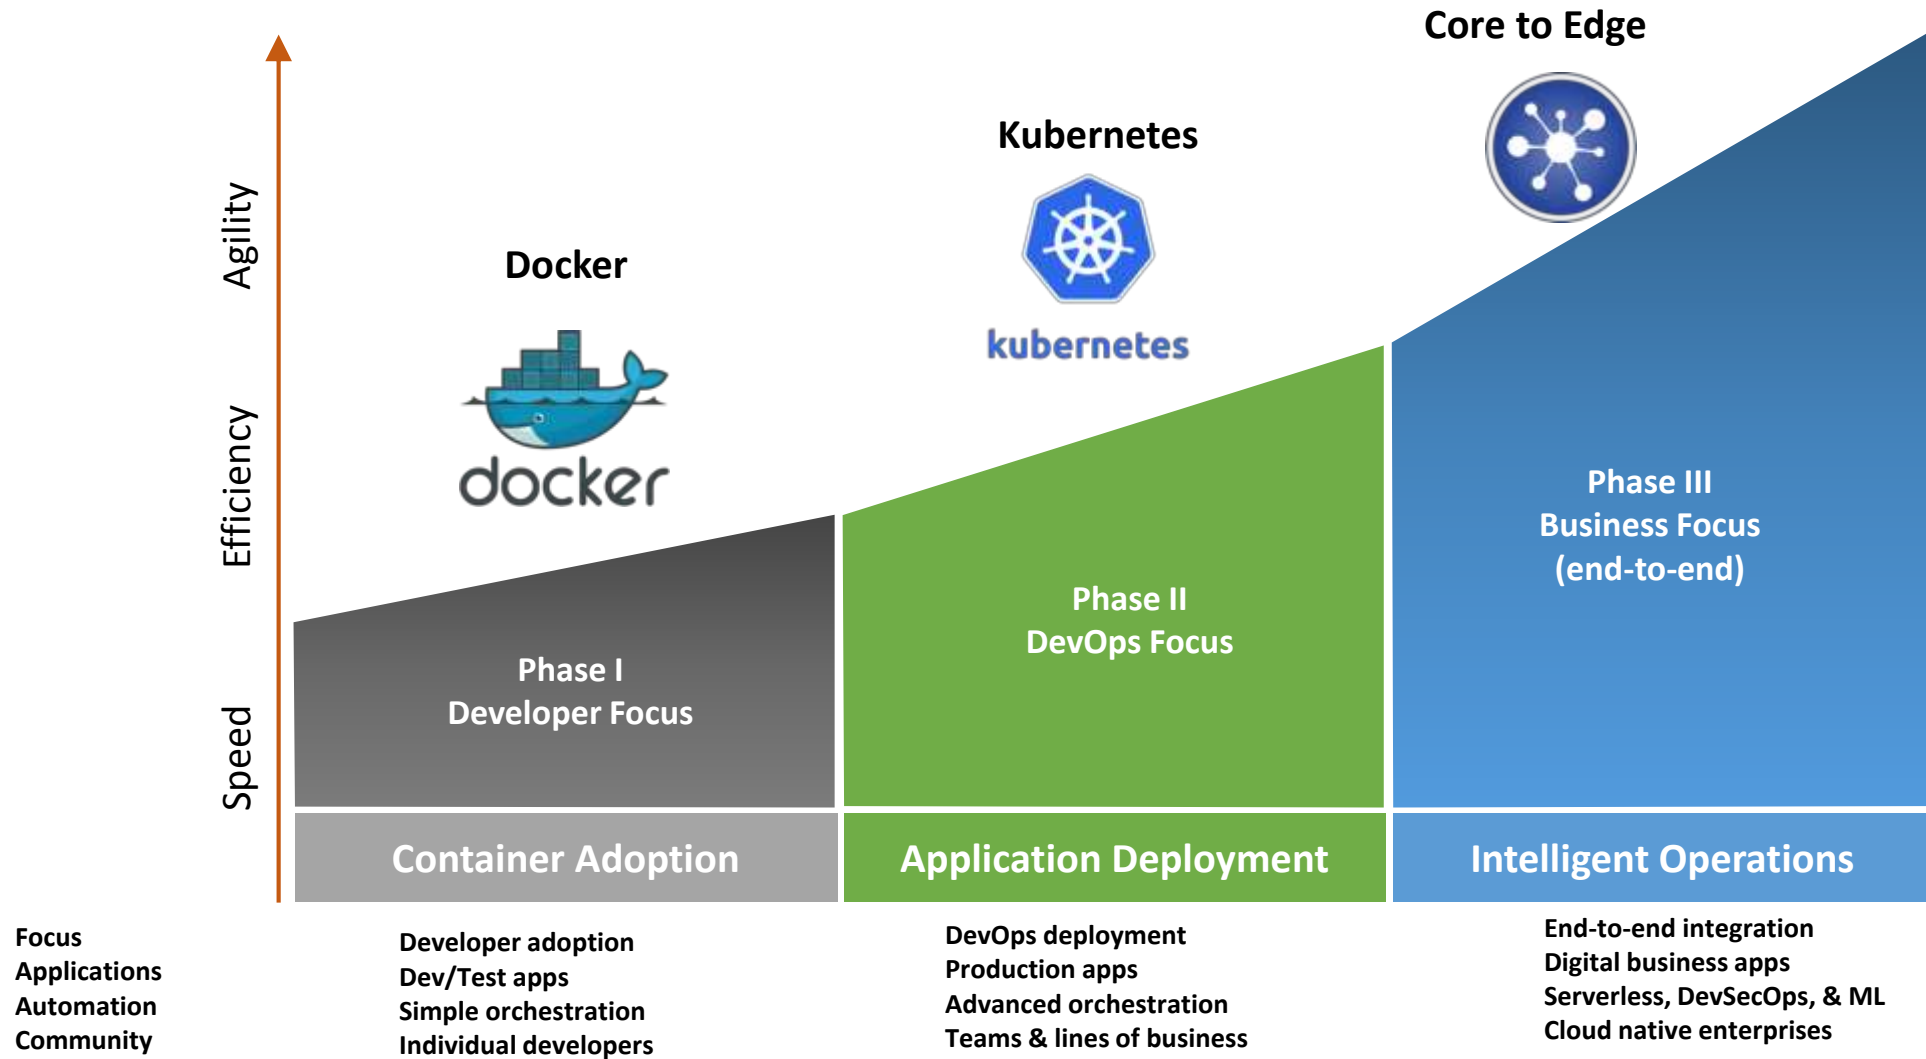 Core to Edge
Kubernetes
kubernetes
Docker
docker
Agility
Efficiency
Speed
Phase I
Developer Focus
Phase II
DevOps Focus
Phase III
Business Focus
(end-to-end)
Container Adoption
Application Deployment
Intelligent Operations
Focus
Applications
Automation
Community
Developer adoption
Dev/Test apps
Simple orchestration
Individual developers
DevOps deployment
Production apps
Advanced orchestration
Teams & lines of business
End-to-end integration
Digital business apps
Serverless, DevSecOps, & ML
Cloud native enterprises